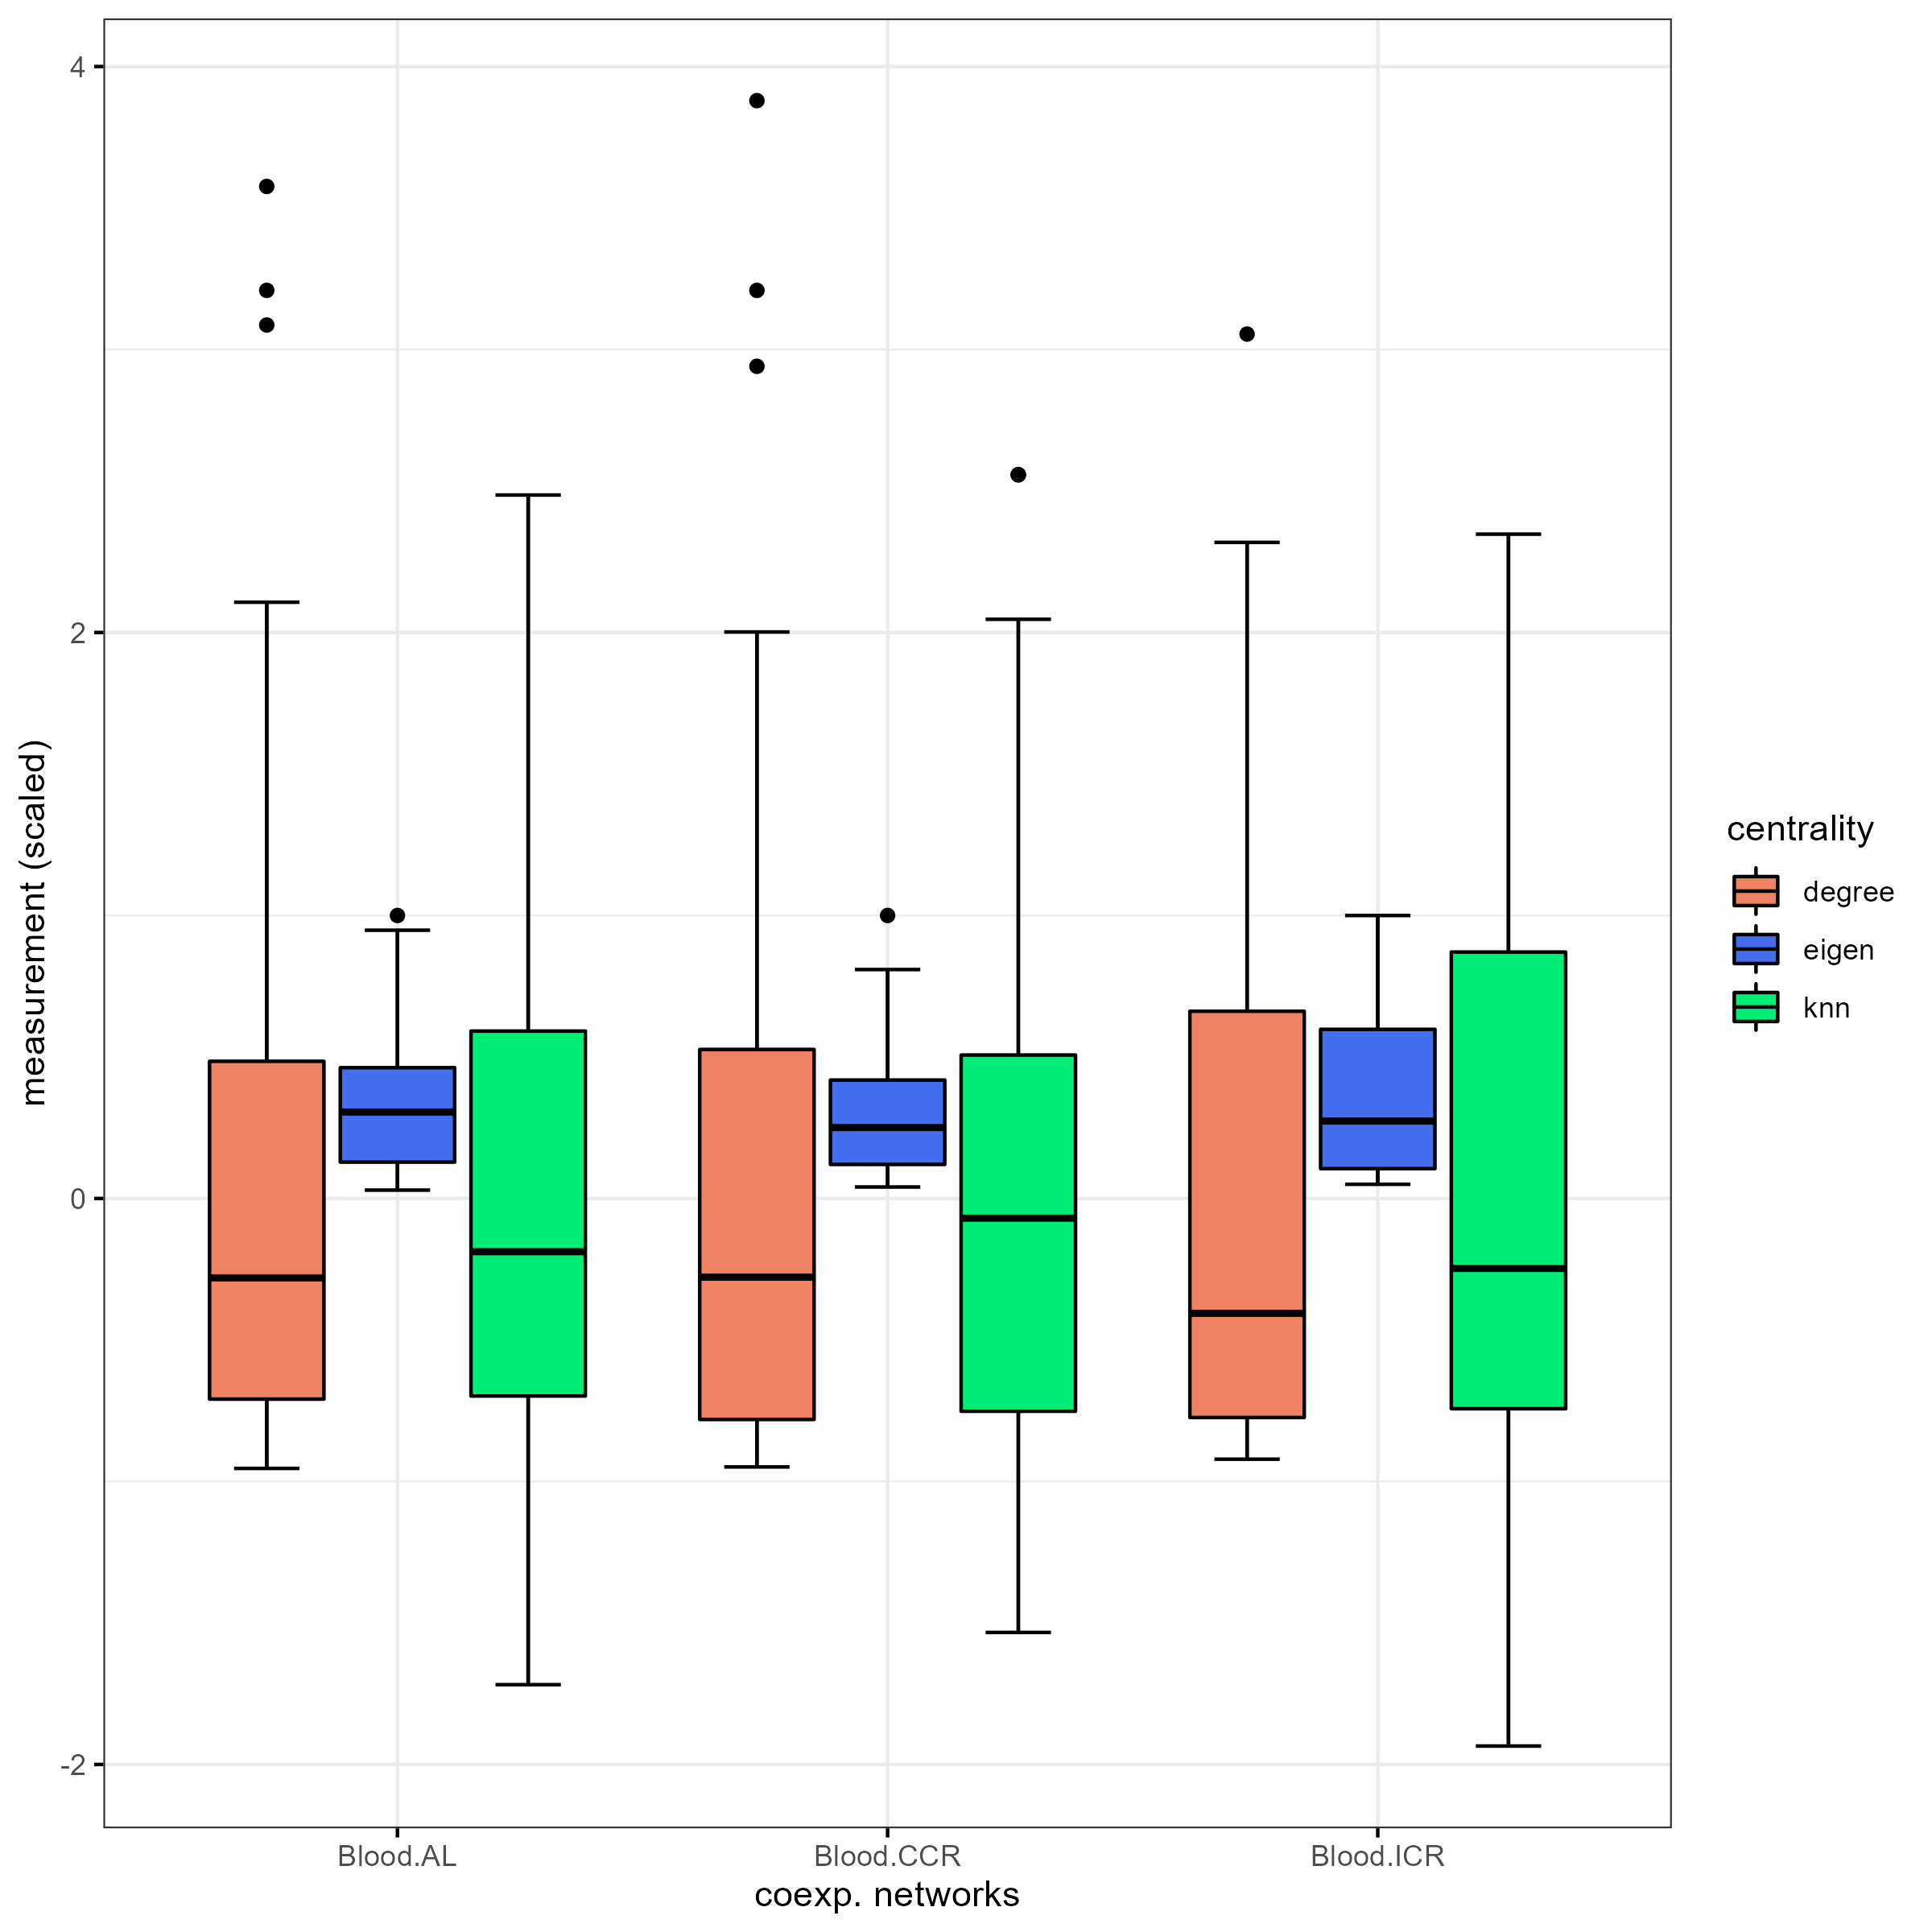 4
2
0
-2
measurement (scaled)
Blood.AL
Blood.CCR
Blood.ICR
coexp. networks
centrality
degree
eigen
knn